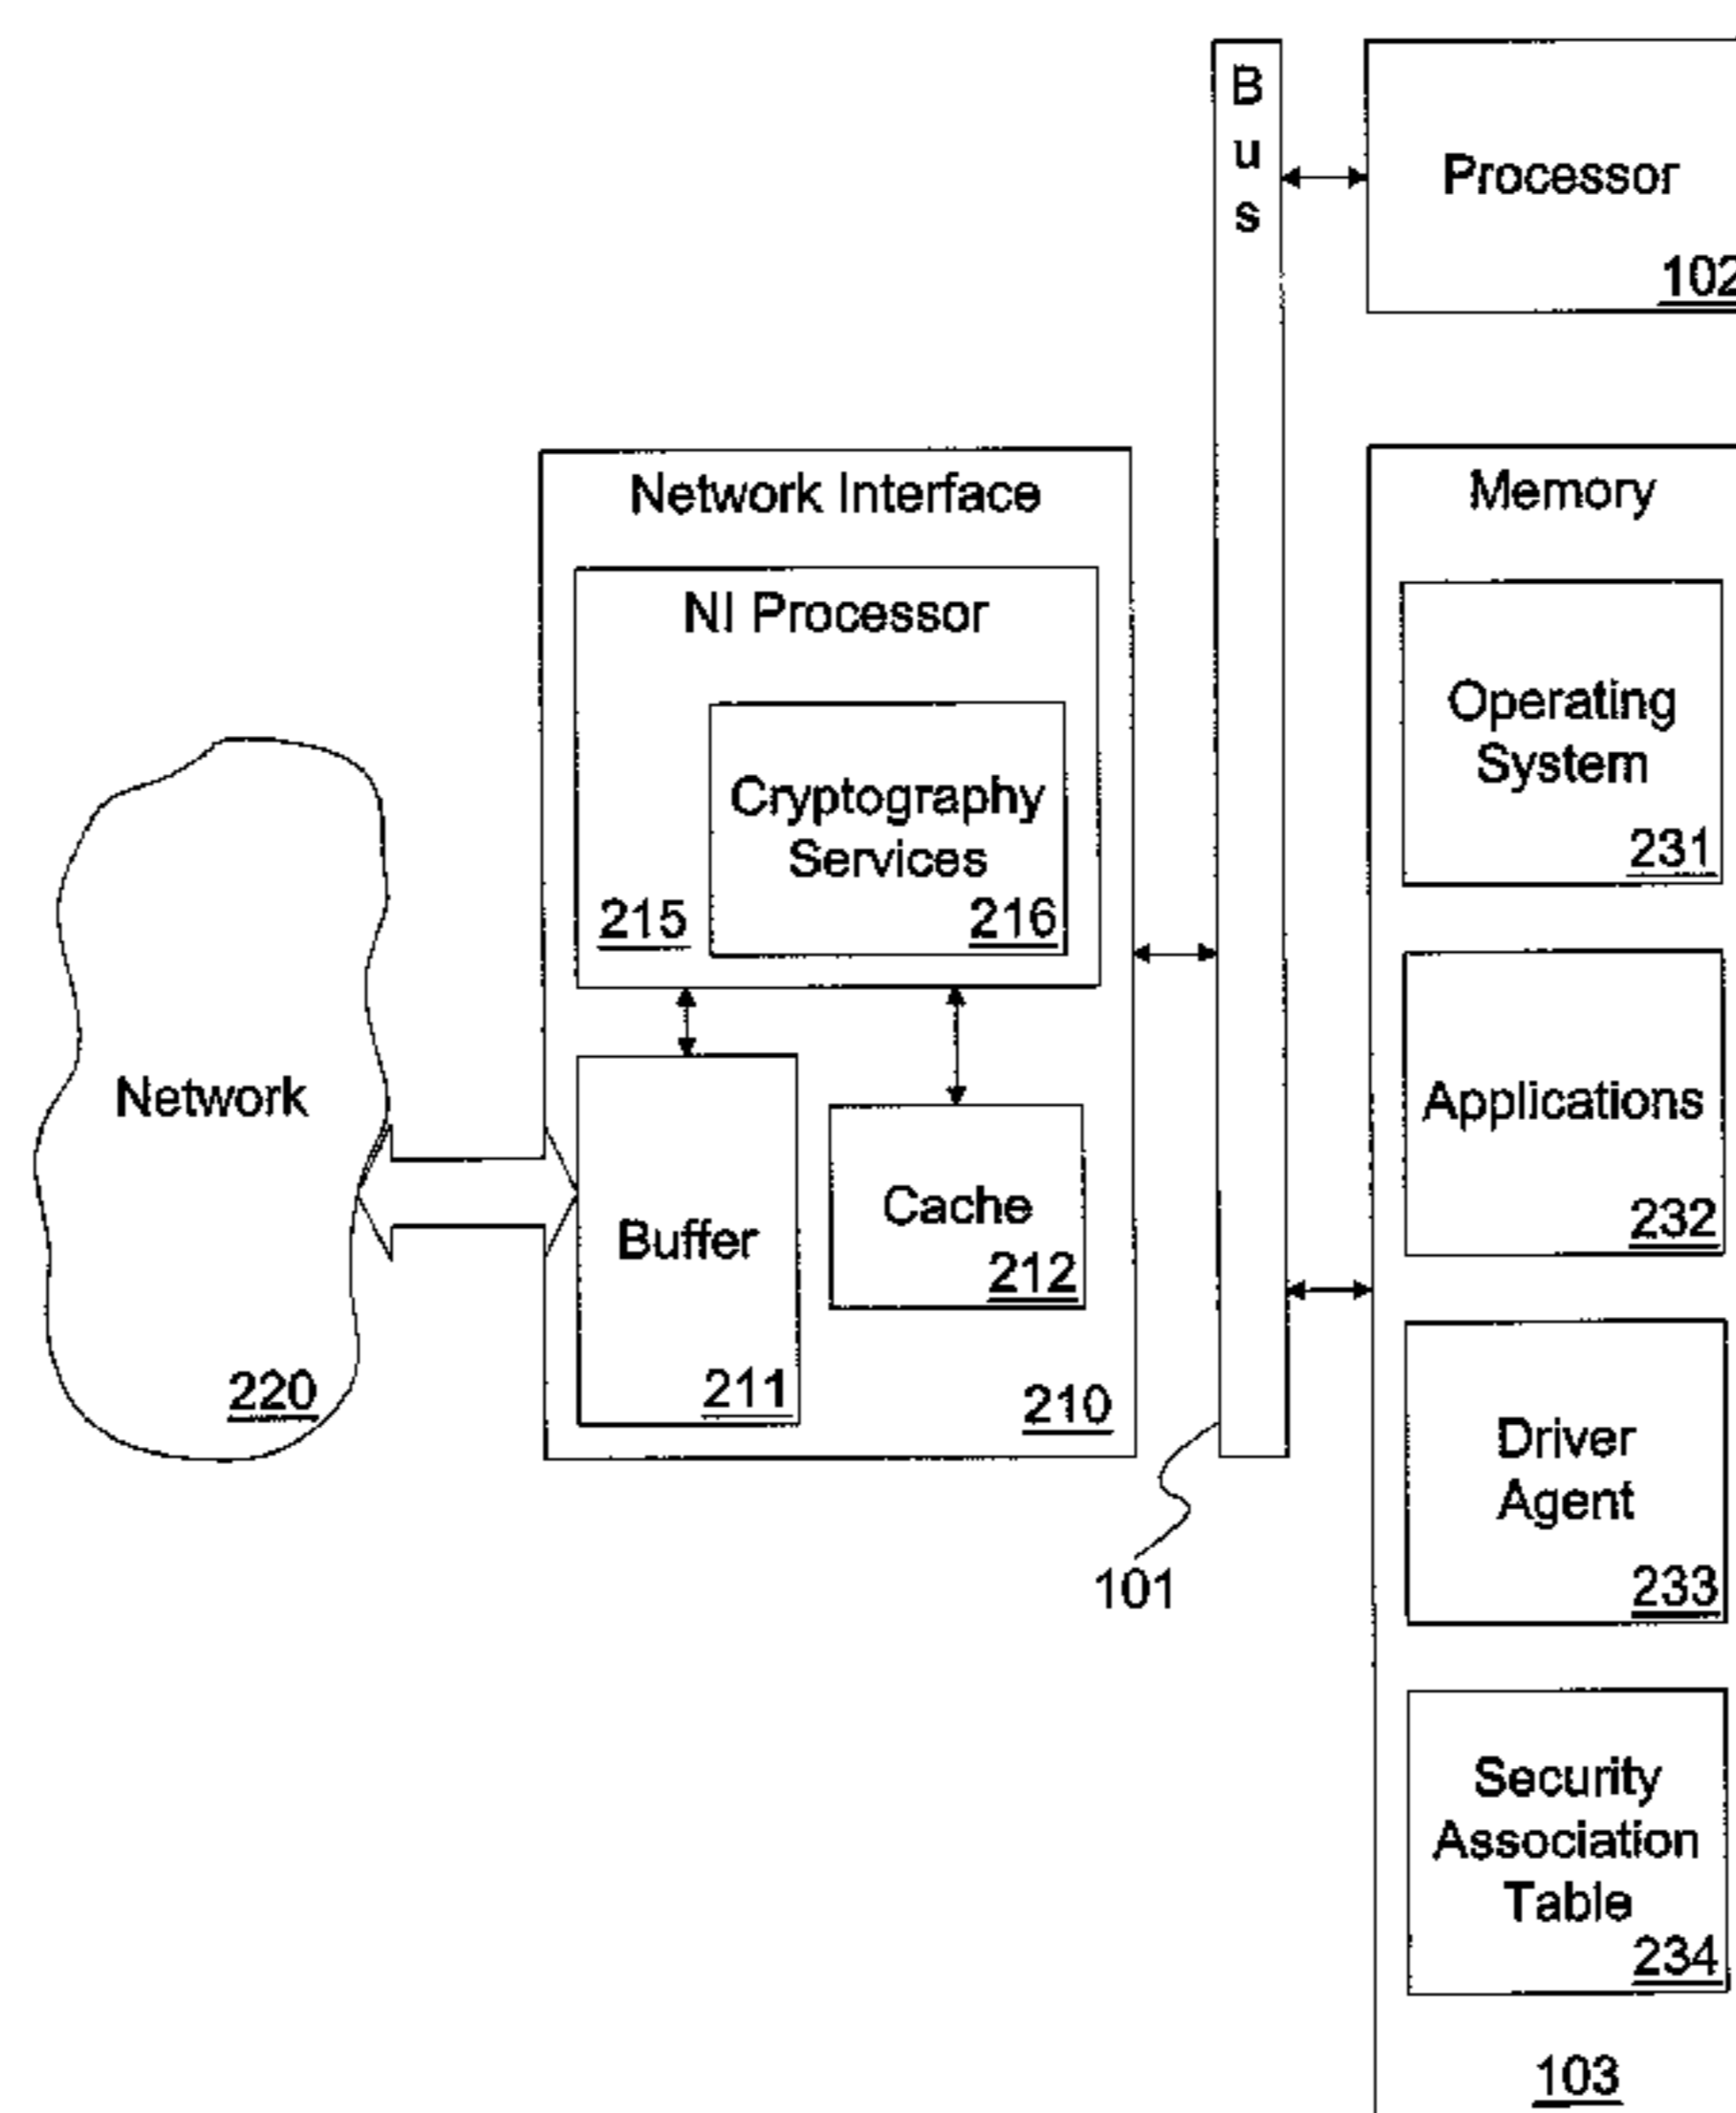 Bus
Processor
102
Network Interface
NI Processor
Cryptography
Services
215
216
Buffer
211
Cache
212
210
Network
220
101
Memory
Operating
System
231
Applications
232
Driver
Agent
233
Security
Association
Table
234
103